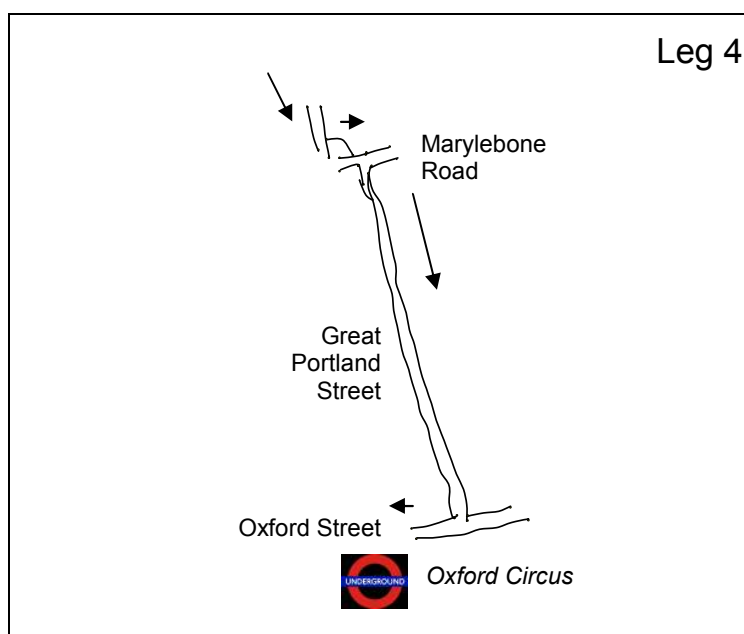 Leg 4
Marylebone
Road
Great
Portland
Street
Oxford Street
UNDERGROUND
Oxford Circus